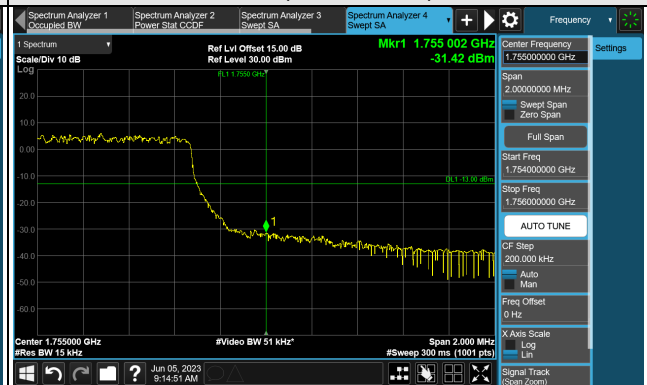 Spectrum Analyzer 1
Occupied BW
Spectrum Analyzer 2
Power Stat CCDF
Spectrum Analyzer 3
Swept SA
Spectrum Analyzer 4
Swept SA
Frequency
1 Spectrum
Scale/Div 10 dB
Log
Ref Lvl Offset 15.00 dB
Ref Level 30.00 dBm
Mkr1 1.755 002 GHz
-31.42 dBm
FL1 1.7550 GHz
20.0
10.0
0.00
-10.0
-20.0
-30.0
-40.0
-50.0
-60.0
DL1 -13.00 dBm
1
Center 1.755000 GHz
#Res BW 15 kHz
#Video BW 51 kHz*
Span 2.000 MHz
#Sweep 300 ms (1001 pts)
Jun 05, 2023
9:14:51 AM
Center Frequency
1.755000000 GHz
Span
2.00000000 MHz
Swept Span
Zero Span
Full Span
Start Freq
1.754000000 GHz
Stop Freq
1.756000000 GHz
AUTO TUNE
CF Step
200.000 kHz
Auto
Man
Freq Offset
0 Hz
X Axis Scale
Log
Lin
Signal Track
(Span Zoom)
Settings